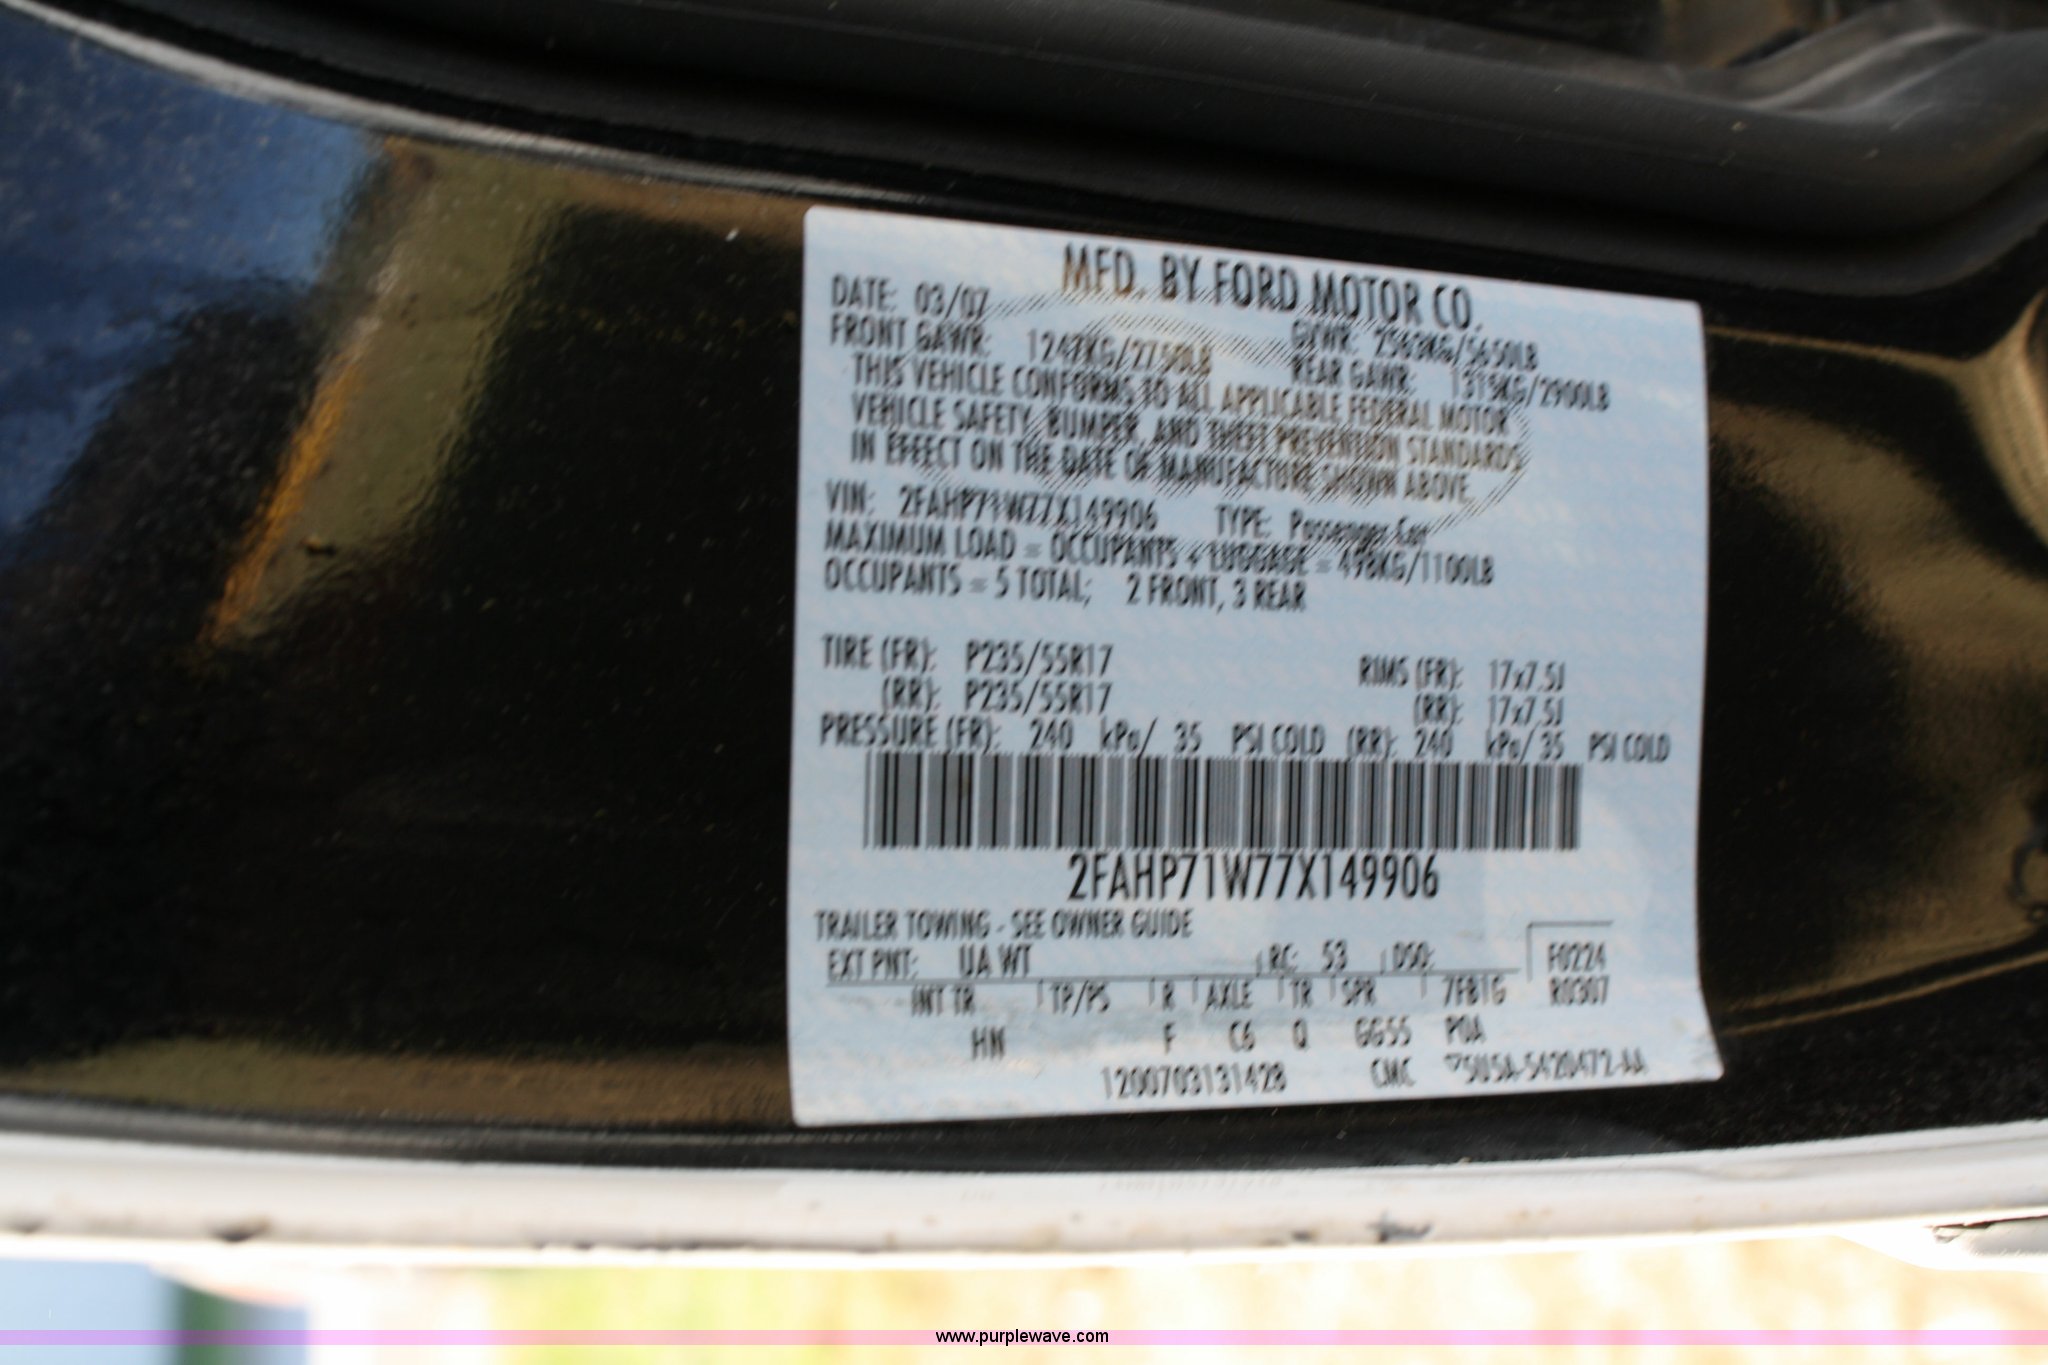 MFD. BY FORD MOTOR CO.
DATE: 03/07 GVWR: 2563KG/5650LB
FRONT GAWR: 1247KG/2750LB REAR GAWR: 1315KG/2900LB
THIS VEHICLE CONFORMS TO ALL APPLICABLE FEDERAL MOTOR
VEHICLE SAFETY, BUMPER, AND THEFT PREVENTION STANDARDS
IN EFFECT ON THE DATE OF MANUFACTURE SHOWN ABOVE.
VIN: 2FAHP71W77X149906 TYPE: Passenger Car
MAXIMUM LOAD = OCCUPANTS + LUGGAGE = 498KG/1100LB
OCCUPANTS = 5 TOTAL; 2 FRONT, 3 REAR
TIRE (FR): P235/55R17 RIMS (FR): 17x7.5J
(RR): P235/55R17 (RR): 17x7.5J
PRESSURE (FR): 240 kPa/ 35 PSI COLD (RR): 240 kPa/ 35 PSI COLD
2FAHP71W77X149906
TRAILER TOWING - SEE OWNER GUIDE
EXT PNT: UA WT RC: 53 DSO: F0224
INT TR TP/PS R AXLE TR SPR 7FB1G R0307
HN F C6 Q GG55 POA
1200703131428 CMC 5U5A-5420472-AA
www.purplewave.com